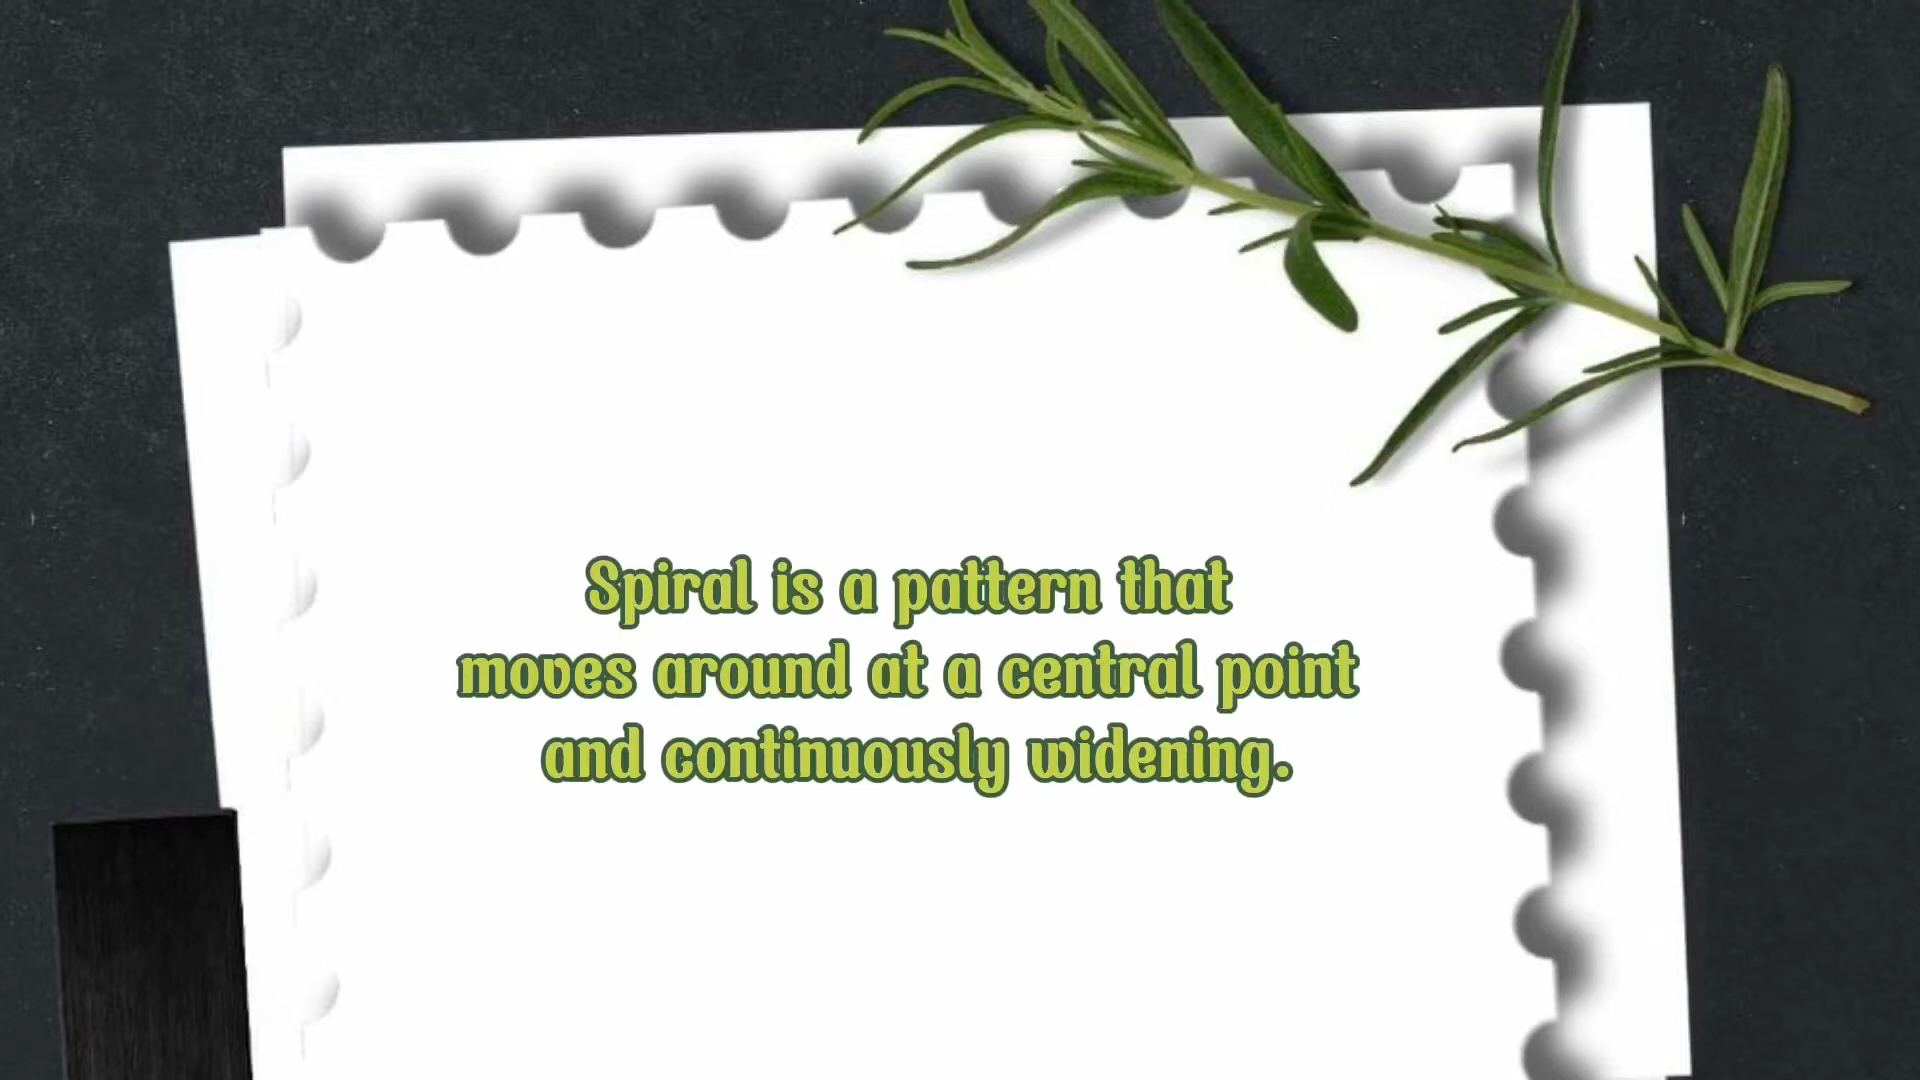 Spiral is a pattern that
moves around at a central point
and continuously widening.